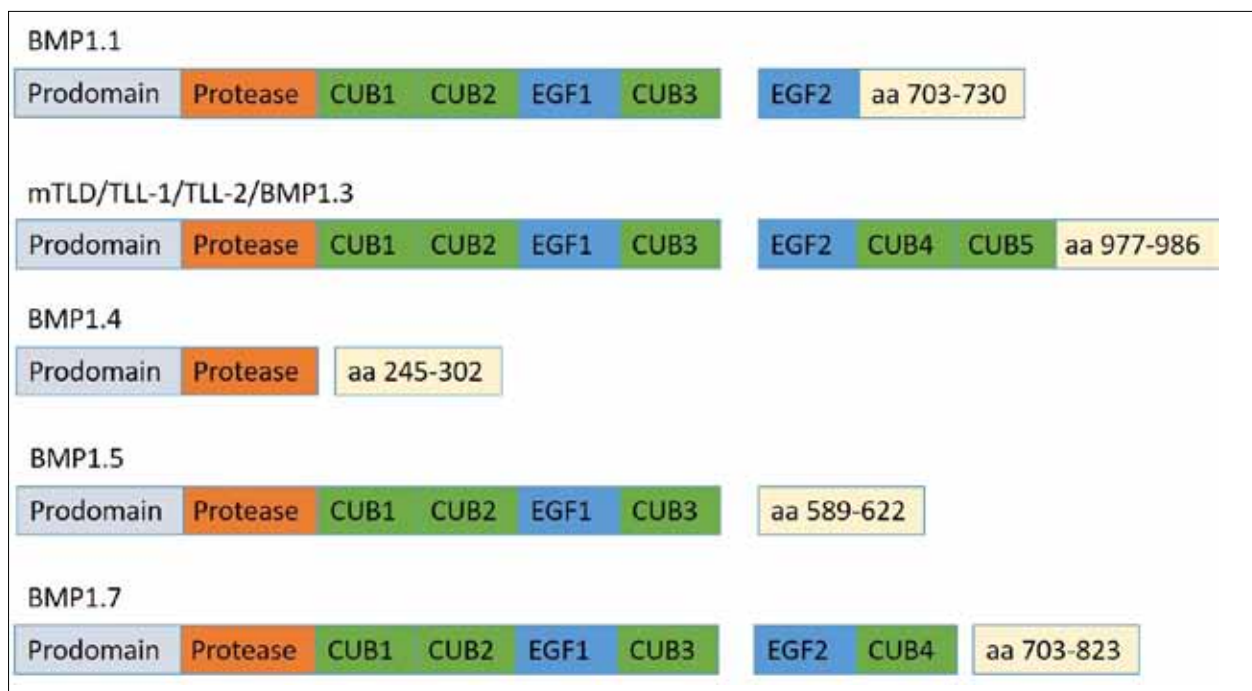 BMP1.1
Prodomain Protease CUB1 CUB2 EGF1 CUB3 EGF2 aa 703-730
mTLD/TLL-1/TLL-2/BMP1.3
Prodomain Protease CUB1 CUB2 EGF1 CUB3 EGF2 CUB4 CUB5 aa 977-986
BMP1.4
Prodomain Protease aa 245-302
BMP1.5
Prodomain Protease CUB1 CUB2 EGF1 CUB3 aa 589-622
BMP1.7
Prodomain Protease CUB1 CUB2 EGF1 CUB3 EGF2 CUB4 aa 703-823